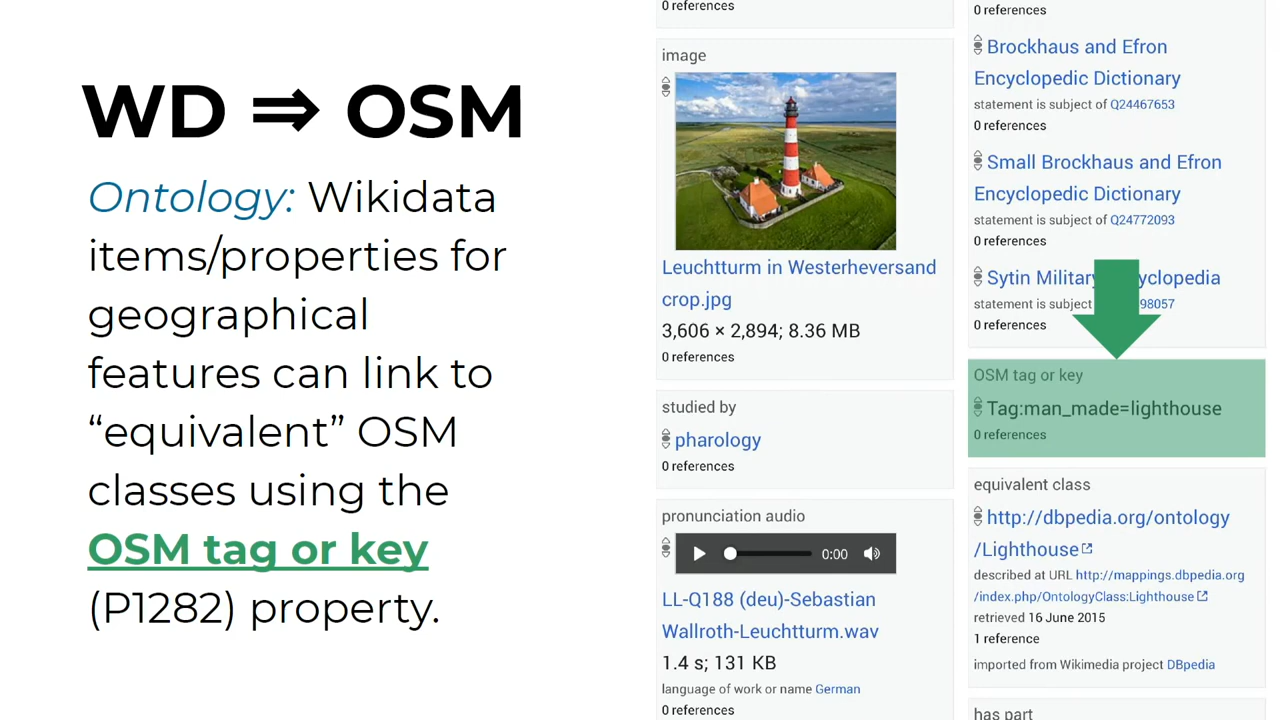 WD ⇒ OSM
Ontology: Wikidata
items/properties for
geographical
features can link to
“equivalent” OSM
classes using the
OSM tag or key
(P1282) property.
0 references
image
Leuchtturm in Westerheversand
crop.jpg
3,606 × 2,894; 8.36 MB
0 references
studied by
pharology
0 references
pronunciation audio
0:00
LL-Q188 (deu)-Sebastian
Wallroth-Leuchtturm.wav
1.4 s; 131 KB
language of work or name German
0 references
0 references
Brockhaus and Efron
Encyclopedic Dictionary
statement is subject of Q24467653
0 references
Small Brockhaus and Efron
Encyclopedic Dictionary
statement is subject of Q24772093
0 references
Sytin Military
statement is subject
0 references
OSM tag or key
Tag:man_made=lighthouse
0 references
equivalent class
http://dbpedia.org/ontology
/Lighthouse
described at URL http://mappings.dbpedia.org
/index.php/OntologyClass:Lighthouse
retrieved 16 June 2015
1 reference
imported from Wikimedia project DBpedia
has part